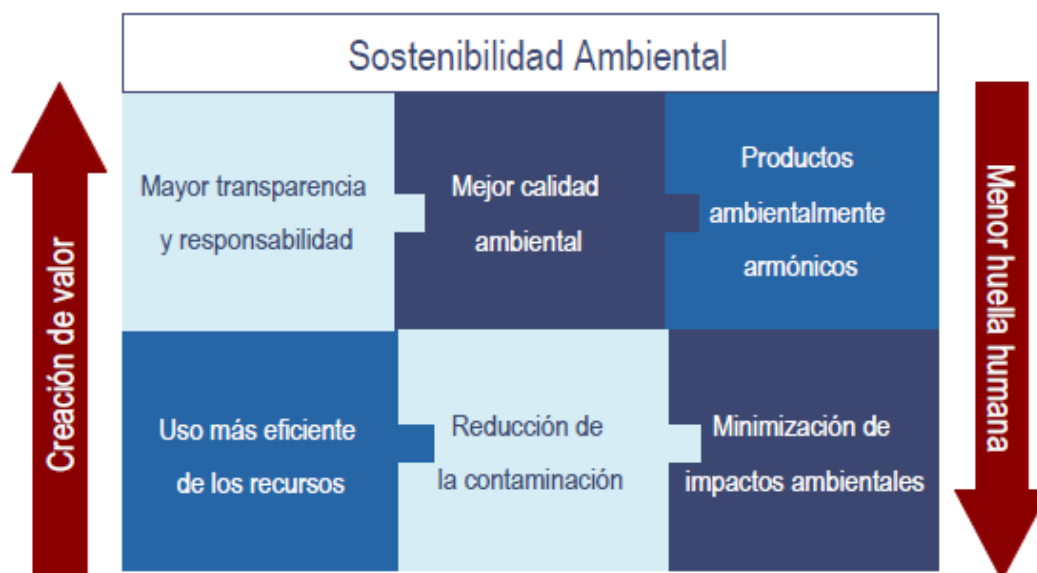 Sostenibilidad Ambiental
Creación de valor
Mayor transparencia
y responsabilidad
Mejor calidad
ambiental
Productos
ambientalmente
armónicos
Uso más eficiente
de los recursos
Reducción de
la contaminación
Minimización de
impactos ambientales
Menor huella humana